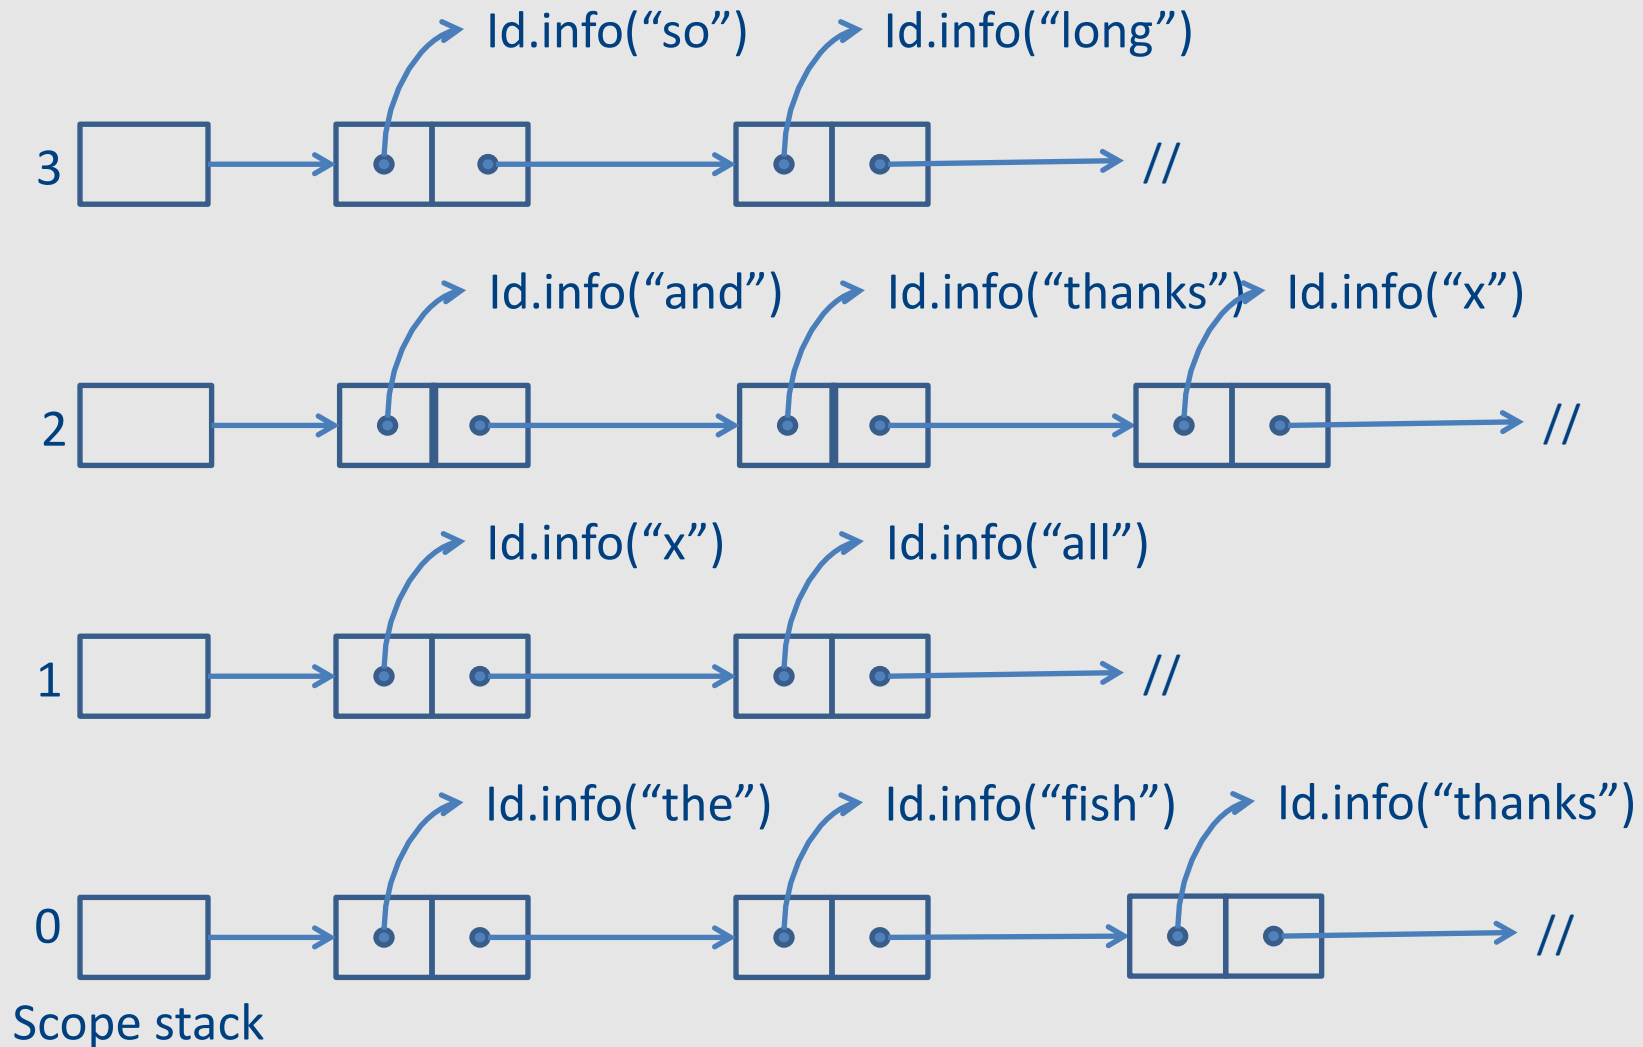 Id.info(“so”) Id.info(“long”)
3 //
Id.info(“and”) Id.info(“thanks”) Id.info(“x”)
2 //
Id.info(“x”) Id.info(“all”)
1 //
Id.info(“the”) Id.info(“fish”) Id.info(“thanks”)
0 //
Scope stack